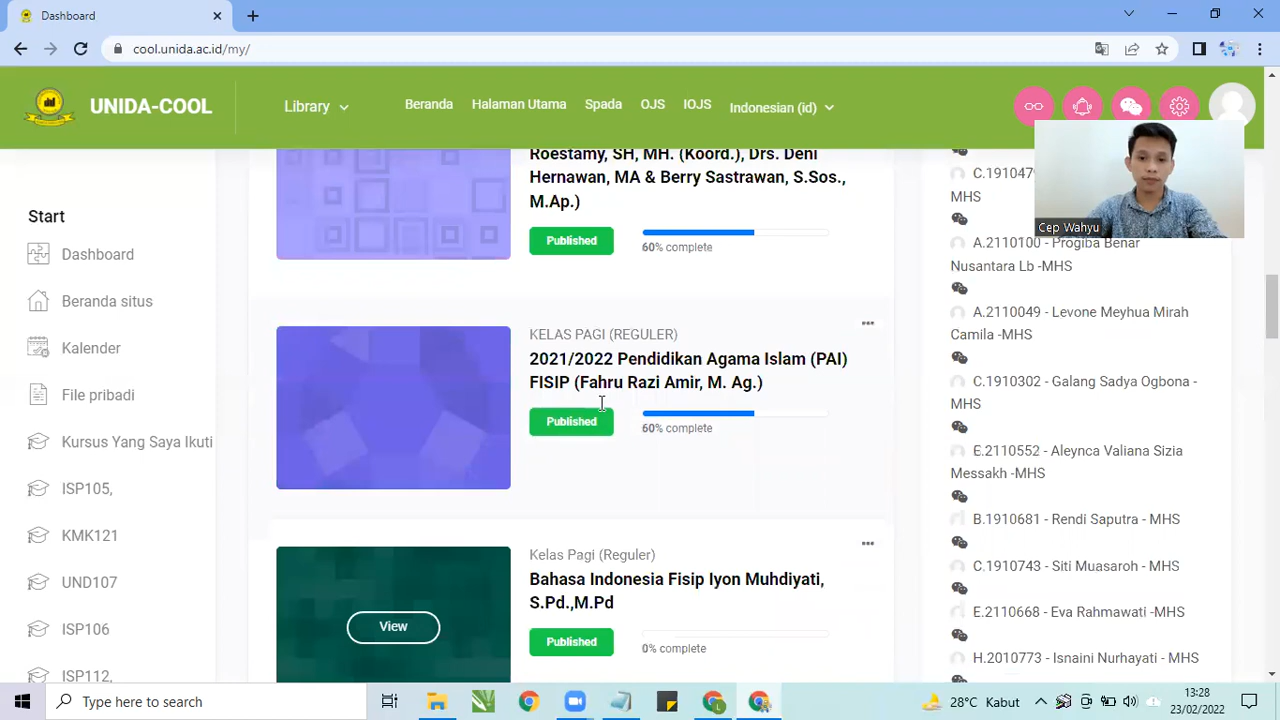 Dashboard
cool.unida.ac.id/my/
UNIDA-COOL
Library
Beranda
Halaman Utama
Spada
OJS
IOJS
Indonesian (id)
Start
Dashboard
Beranda situs
Kalender
File pribadi
Kursus Yang Saya Ikuti
ISP105,
KMK121
UND107
ISP106
ISP112,
Roestamy, SH, MH. (Koord.), Drs. Deni
Hernawan, MA & Berry Sastrawan, S.Sos.,
M.Ap.)
Published
60% complete
KELAS PAGI (REGULER)
2021/2022 Pendidikan Agama Islam (PAI)
FISIP (Fahru Razi Amir, M. Ag.)
Published
60% complete
View
Kelas Pagi (Reguler)
Bahasa Indonesia Fisip Iyon Muhdiyati,
S.Pd.,M.Pd
Published
0% complete
Cep Wahyu
MHS
A.2110100 - Progiba Benar
Nusantara Lb -MHS
A.2110049 - Levone Meyhua Mirah
Camila -MHS
C.1910302 - Galang Sadya Ogbona -
MHS
E.2110552 - Aleynca Valiana Sizia
Messakh -MHS
B.1910681 - Rendi Saputra - MHS
C.1910743 - Siti Muasaroh - MHS
E.2110668 - Eva Rahmawati -MHS
H.2010773 - Isnaini Nurhayati - MHS
Type here to search
28°C Kabut
13:28
23/02/2022